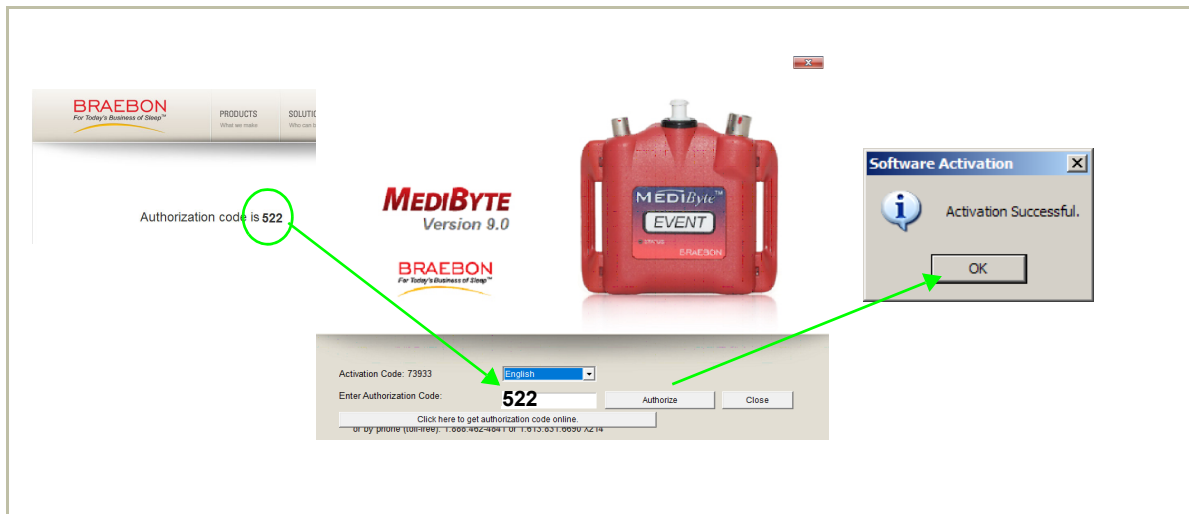 BRAEBON
For Today's Business of Sleep™
PRODUCTS
What we make
SOLUTIO
Who can b
Authorization code is 522
X
MEDIBYTE
Version 9.0
BRAEBON
For Today's Business of Sleep™
MEDIByte™
EVENT
STATUS
BRAEBON
Activation Code: 73933
English
Enter Authorization Code:
522
Authorize
Close
Click here to get authorization code online.
or by phone (toll-free): 1.888.462-4841 or 1.613.831.6690 X214
Software Activation
Activation Successful.
OK